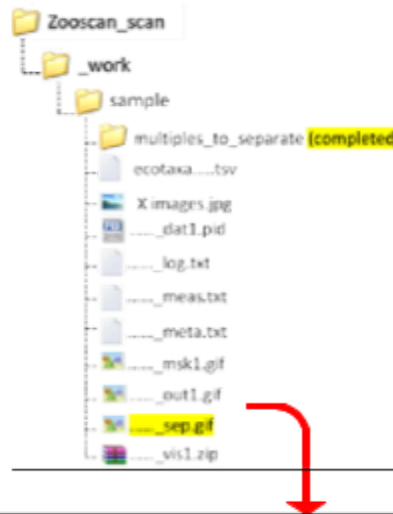 Zooscan_scan
_work
sample
multiples_to_separate (completed
ecotaxa.....tsv
X images.jpg
......_dat1.pid
......_log.txt
......_meas.txt
......_meta.txt
......_msk1.gif
......_out1.gif
......_sep.gif
......_vis1.zip